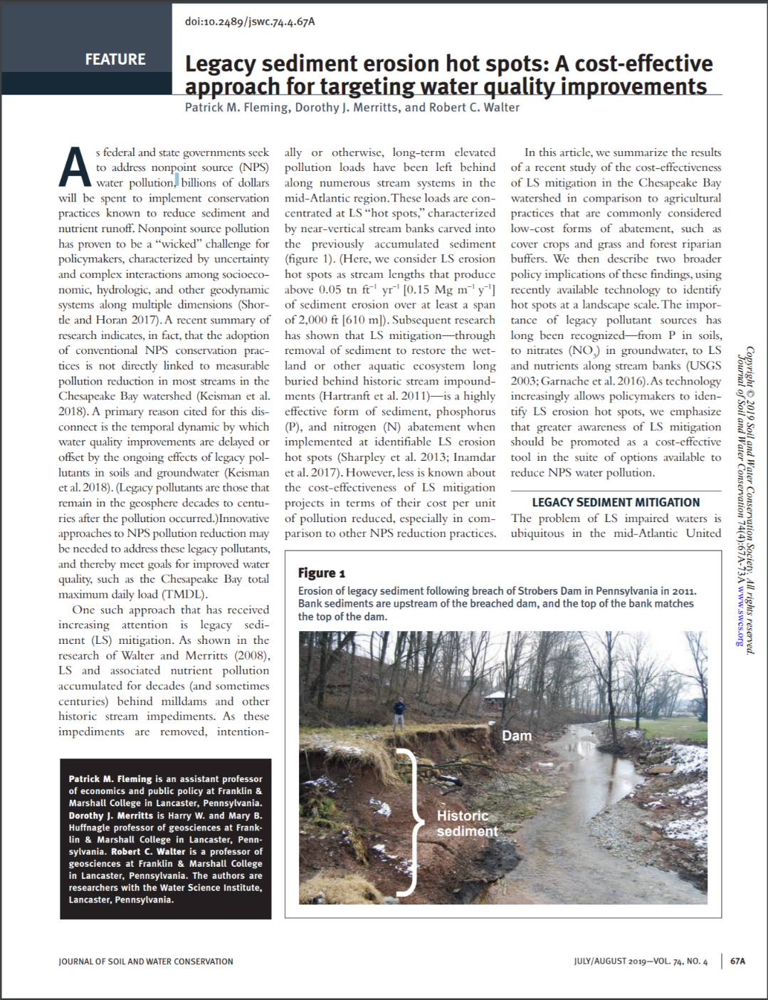 doi:10.2489/jswc.74.4.67A
FEATURE
Legacy sediment erosion hot spots: A cost-effective
approach for targeting water quality improvements
Patrick M. Fleming, Dorothy J. Merritts, and Robert C. Walter
As federal and state governments seek
to address nonpoint source (NPS)
water pollution, billions of dollars
will be spent to implement conservation
practices known to reduce sediment and
nutrient runoff. Nonpoint source pollution
has proven to be a “wicked” challenge for
policymakers, characterized by uncertainty
and complex interactions among socioeco-
nomic, hydrologic, and other geodynamic
systems along multiple dimensions (Shor-
tle and Horan 2017). A recent summary of
research indicates, in fact, that the adoption
of conventional NPS conservation prac-
tices is not directly linked to measurable
pollution reduction in most streams in the
Chesapeake Bay watershed (Keisman et al.
2018). A primary reason cited for this dis-
connect is the temporal dynamic by which
water quality improvements are delayed or
offset by the ongoing effects of legacy pol-
lutants in soils and groundwater (Keisman
et al. 2018). (Legacy pollutants are those that
remain in the geosphere decades to centu-
ries after the pollution occurred.)Innovative
approaches to NPS pollution reduction may
be needed to address these legacy pollutants,
and thereby meet goals for improved water
quality, such as the Chesapeake Bay total
maximum daily load (TMDL).
One such approach that has received
increasing attention is legacy sedi-
ment (LS) mitigation. As shown in the
research of Walter and Merritts (2008),
LS and associated nutrient pollution
accumulated for decades (and sometimes
centuries) behind milldams and other
historic stream impediments. As these
impediments are removed, intention-
ally or otherwise, long-term elevated
pollution loads have been left behind
along numerous stream systems in the
mid-Atlantic region. These loads are con-
centrated at LS “hot spots,” characterized
by near-vertical stream banks carved into
the previously accumulated sediment
(figure 1). (Here, we consider LS erosion
hot spots as stream lengths that produce
above 0.05 tn ft⁻¹ yr⁻¹ [0.15 Mg m⁻¹ y⁻¹]
of sediment erosion over at least a span
of 2,000 ft [610 m]). Subsequent research
has shown that LS mitigation—through
removal of sediment to restore the wet-
land or other aquatic ecosystem long
buried behind historic stream impound-
ments (Hartranft et al. 2011)—is a highly
effective form of sediment, phosphorus
(P), and nitrogen (N) abatement when
implemented at identifiable LS erosion
hot spots (Sharpley et al. 2013; Inamdar
et al. 2017). However, less is known about
the cost-effectiveness of LS mitigation
projects in terms of their cost per unit
of pollution reduced, especially in com-
parison to other NPS reduction practices.
In this article, we summarize the results
of a recent study of the cost-effectiveness
of LS mitigation in the Chesapeake Bay
watershed in comparison to agricultural
practices that are commonly considered
low-cost forms of abatement, such as
cover crops and grass and forest riparian
buffers. We then describe two broader
policy implications of these findings, using
recently available technology to identify
hot spots at a landscape scale. The impor-
tance of legacy pollutant sources has
long been recognized—from P in soils,
to nitrates (NO₃) in groundwater, to LS
and nutrients along stream banks (USGS
2003; Garnache et al. 2016). As technology
increasingly allows policymakers to iden-
tify LS erosion hot spots, we emphasize
that greater awareness of LS mitigation
should be promoted as a cost-effective
tool in the suite of options available to
reduce NPS water pollution.
LEGACY SEDIMENT MITIGATION
The problem of LS impaired waters is
ubiquitous in the mid-Atlantic United
Figure 1
Erosion of legacy sediment following breach of Strobers Dam in Pennsylvania in 2011.
Bank sediments are upstream of the breached dam, and the top of the bank matches
the top of the dam.
Dam
Historic
sediment
Patrick M. Fleming is an assistant professor
of economics and public policy at Franklin &
Marshall College in Lancaster, Pennsylvania.
Dorothy J. Merritts is Harry W. and Mary B.
Huffnagle professor of geosciences at Frank-
lin & Marshall College in Lancaster, Penn-
sylvania. Robert C. Walter is a professor of
geosciences at Franklin & Marshall College
in Lancaster, Pennsylvania. The authors are
researchers with the Water Science Institute,
Lancaster, Pennsylvania.
Copyright © 2019 Soil and Water Conservation Society. All rights reserved.
Journal of Soil and Water Conservation 74(4):67A-73A www.swcs.org
JOURNAL OF SOIL AND WATER CONSERVATION
JULY/AUGUST 2019—VOL. 74, NO. 4
67A